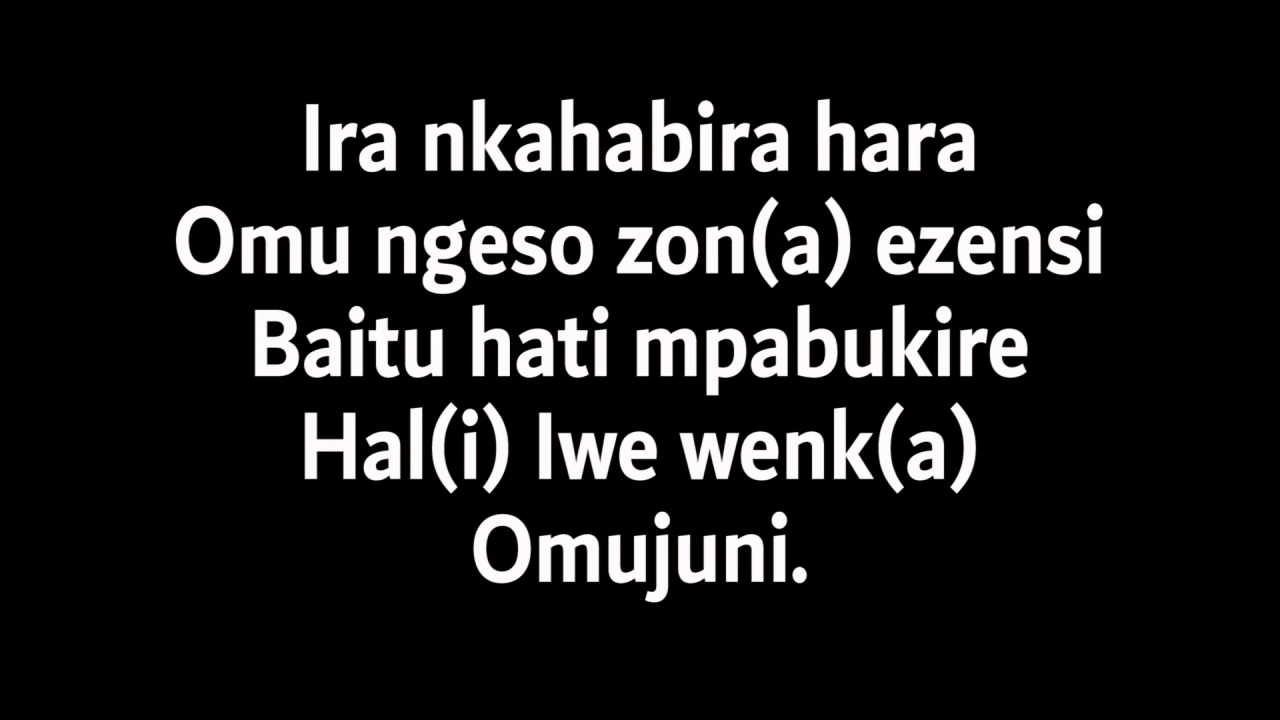 Ira nkahabira hara
Omu ngeso zon(a) ezensi
Baitu hati mpabukire
Hal(i) Iwe wenk(a)
Omujuni.